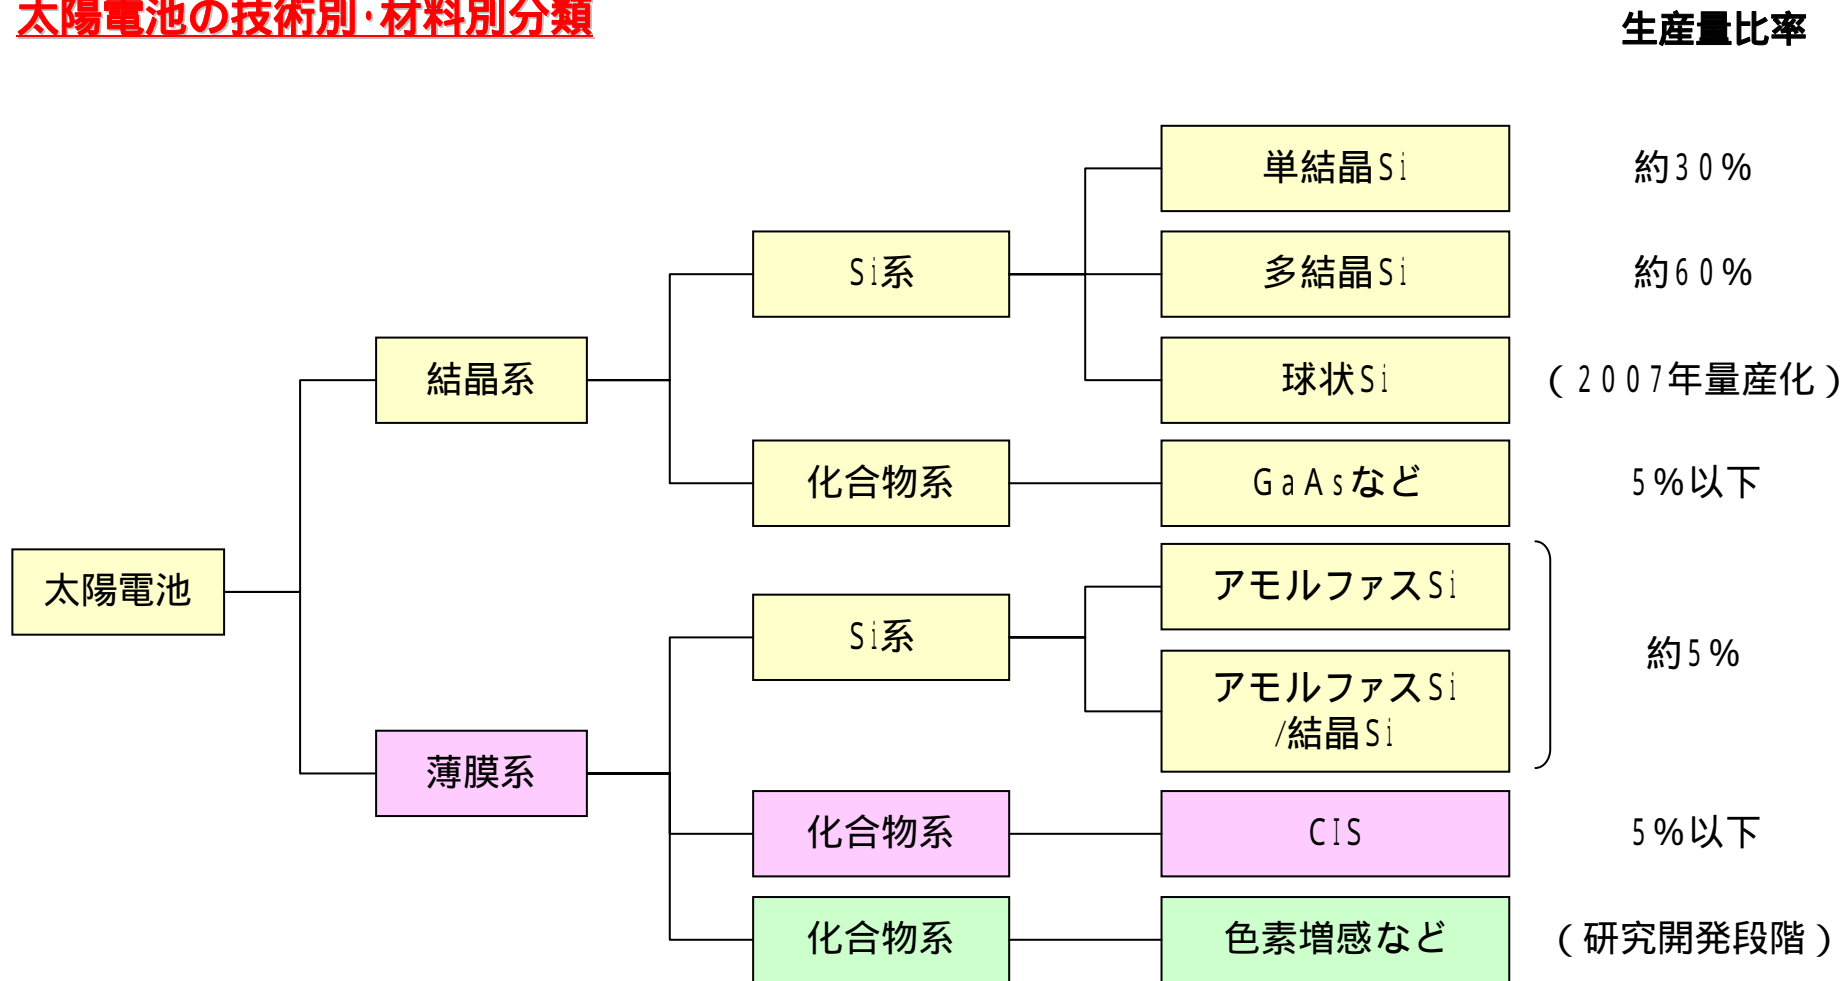 太陽電池の技術別・材料別分類
生産量比率
単結晶Si
約30%
Si系
多結晶Si
約60%
結晶系
球状Si
(2007年量産化)
化合物系
GaAsなど
5%以下
太陽電池
アモルファスSi
Si系
約5%
アモルファスSi
/結晶Si
薄膜系
化合物系
CIS
5%以下
化合物系
色素増感など
(研究開発段階)